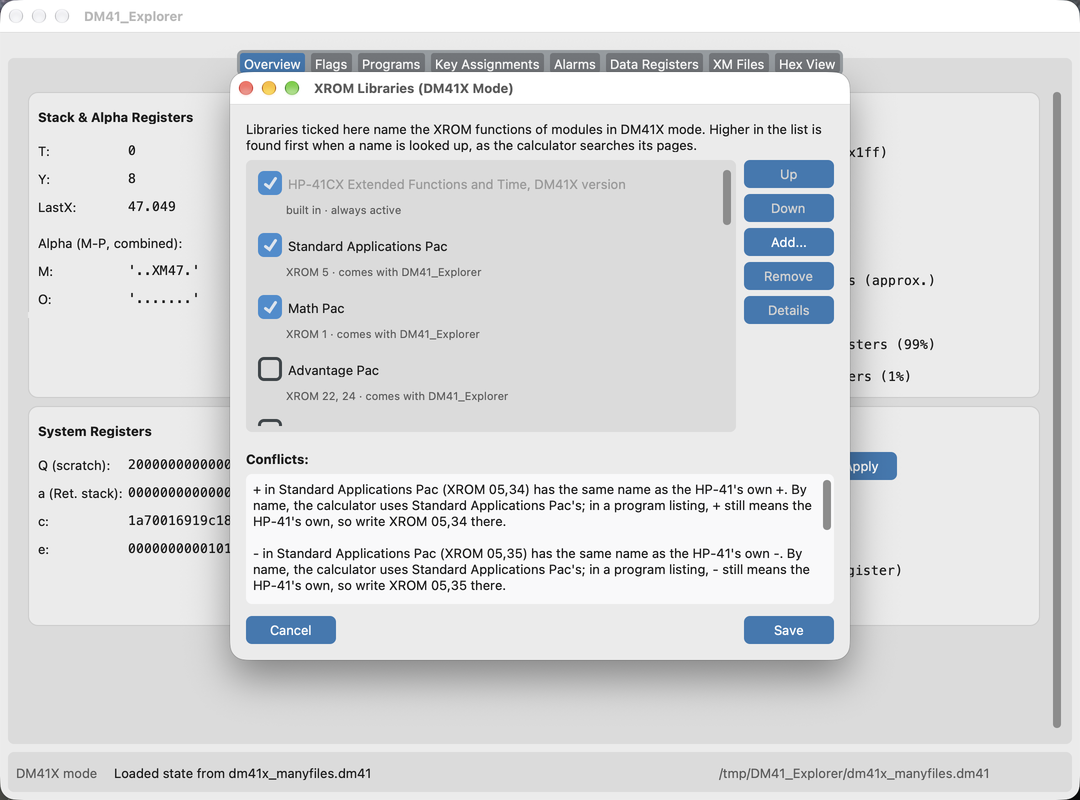 DM41_Explorer
Overview Flags Programs Key Assignments Alarms Data Registers XM Files Hex View
XROM Libraries (DM41X Mode)
Libraries ticked here name the XROM functions of modules in DM41X mode. Higher in the list is
found first when a name is looked up, as the calculator searches its pages.
HP-41CX Extended Functions and Time, DM41X version
built in · always active
Standard Applications Pac
XROM 5 · comes with DM41_Explorer
Math Pac
XROM 1 · comes with DM41_Explorer
Advantage Pac
XROM 22, 24 · comes with DM41_Explorer
Up
Down
Add...
Remove
Details
Conflicts:
+ in Standard Applications Pac (XROM 05,34) has the same name as the HP-41's own +. By
name, the calculator uses Standard Applications Pac's; in a program listing, + still means the
HP-41's own, so write XROM 05,34 there.
- in Standard Applications Pac (XROM 05,35) has the same name as the HP-41's own -. By
name, the calculator uses Standard Applications Pac's; in a program listing, - still means the
HP-41's own, so write XROM 05,35 there.
Cancel
Save
Stack & Alpha Registers
T: 0
Y: 8
LastX: 47.049
Alpha (M-P, combined):
M: '..XM47.'
O: '.......'
x1ff)
s (approx.)
sters (99%)
ers (1%)
System Registers
Q (scratch): 2000000000000
a (Ret. stack): 0000000000000
c: 1a70016919c18
e: 0000000000101
Apply
gister)
DM41X mode Loaded state from dm41x_manyfiles.dm41
/tmp/DM41_Explorer/dm41x_manyfiles.dm41